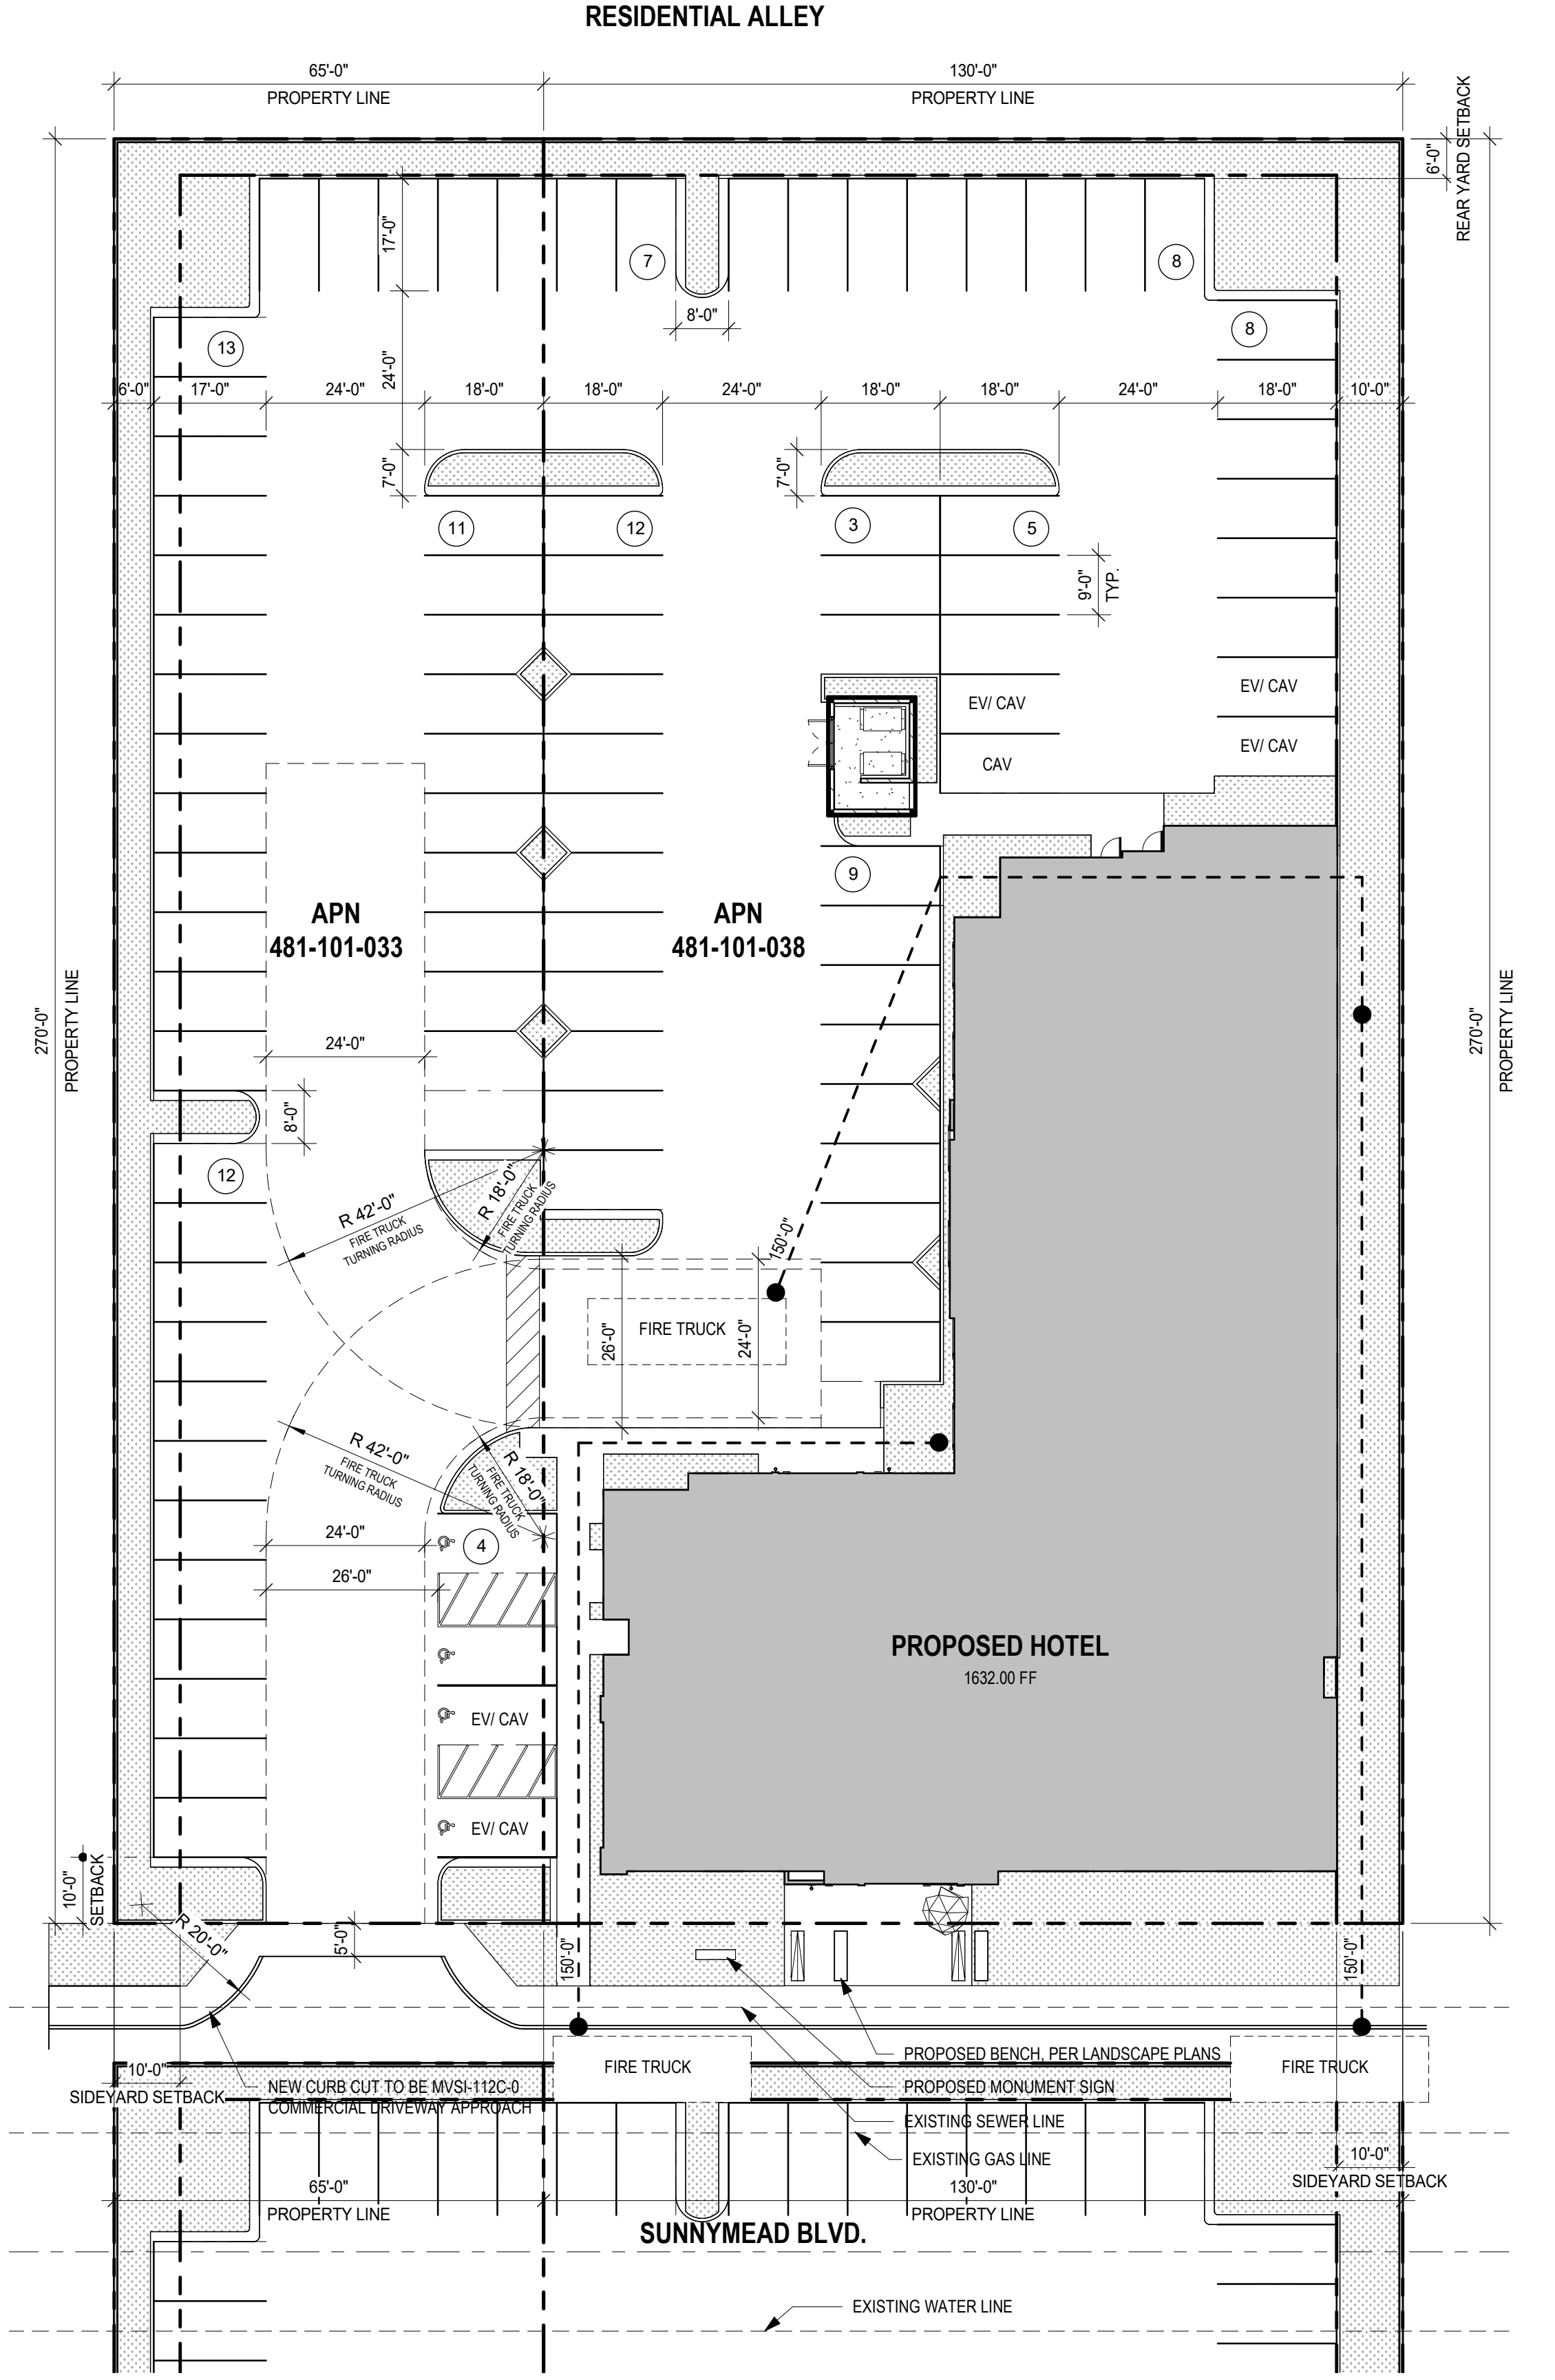 RESIDENTIAL ALLEY
65'-0"
130'-0"
PROPERTY LINE
PROPERTY LINE
REAR YARD SETBACK
6'-0"
17'-0"
7
8
8'-0"
13
8
24'-0"
6'-0"
17'-0"
24'-0"
18'-0"
18'-0"
24'-0"
18'-0"
18'-0"
24'-0"
18'-0"
10'-0"
7'-0"
7'-0"
11
12
3
5
9'-0"
TYP.
EV/ CAV
EV/ CAV
EV/ CAV
CAV
9
APN
481-101-033
APN
481-101-038
270'-0"
PROPERTY LINE
270'-0"
PROPERTY LINE
24'-0"
8'-0"
12
R 42'-0"
FIRE TRUCK
TURNING RADIUS
R 18'-0"
FIRE TRUCK
TURNING RADIUS
150'-0"
26'-0"
FIRE TRUCK
24'-0"
R 42'-0"
FIRE TRUCK
TURNING RADIUS
R 18'-0"
FIRE TRUCK
TURNING RADIUS
24'-0"
4
26'-0"
PROPOSED HOTEL
1632.00 FF
EV/ CAV
EV/ CAV
10'-0"
SETBACK
R 20'-0"
5'-0"
150'-0"
150'-0"
PROPOSED BENCH, PER LANDSCAPE PLANS
FIRE TRUCK
FIRE TRUCK
10'-0"
SIDEYARD SETBACK
NEW CURB CUT TO BE MVSI-112C-0
COMMERCIAL DRIVEWAY APPROACH
PROPOSED MONUMENT SIGN
EXISTING SEWER LINE
EXISTING GAS LINE
10'-0"
SIDEYARD SETBACK
65'-0"
130'-0"
PROPERTY LINE
PROPERTY LINE
SUNNYMEAD BLVD.
EXISTING WATER LINE